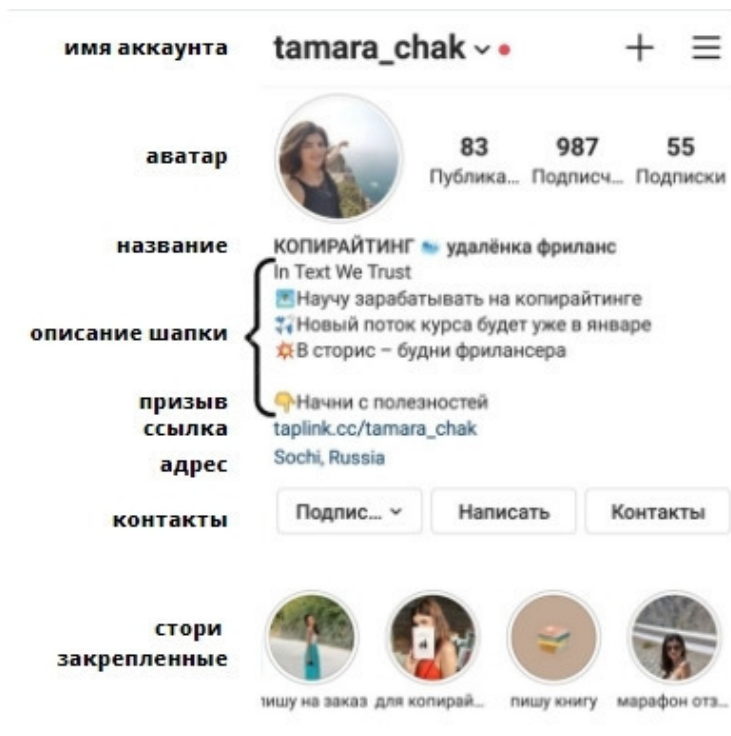 имя аккаунта
tamara_chak
аватар
83 987 55
Публика... Подписч... Подписки
название
КОПИРАЙТИНГ удалёнка фриланс
In Text We Trust
Научу зарабатывать на копирайтинге
описание шапки
Новый поток курса будет уже в январе
В сторис – будни фрилансера
призыв
Начни с полезностей
ссылка
taplink.cc/tamara_chak
адрес
Sochi, Russia
контакты
Подпис... Написать Контакты
стори
закрепленные
пишу на заказ для копирай... пишу книгу марафон отз...